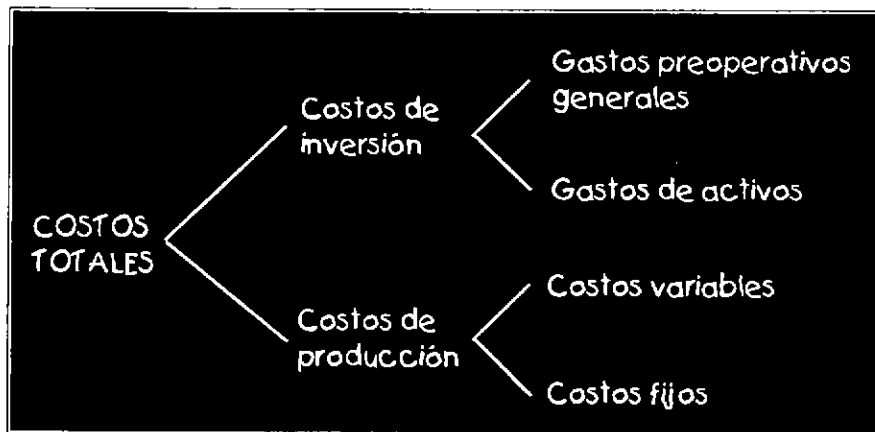 COSTOS
TOTALES
Costos de
inversión
Gastos preoperativos
generales
Gastos de activos
Costos de
producción
Costos variables
Costos fijos